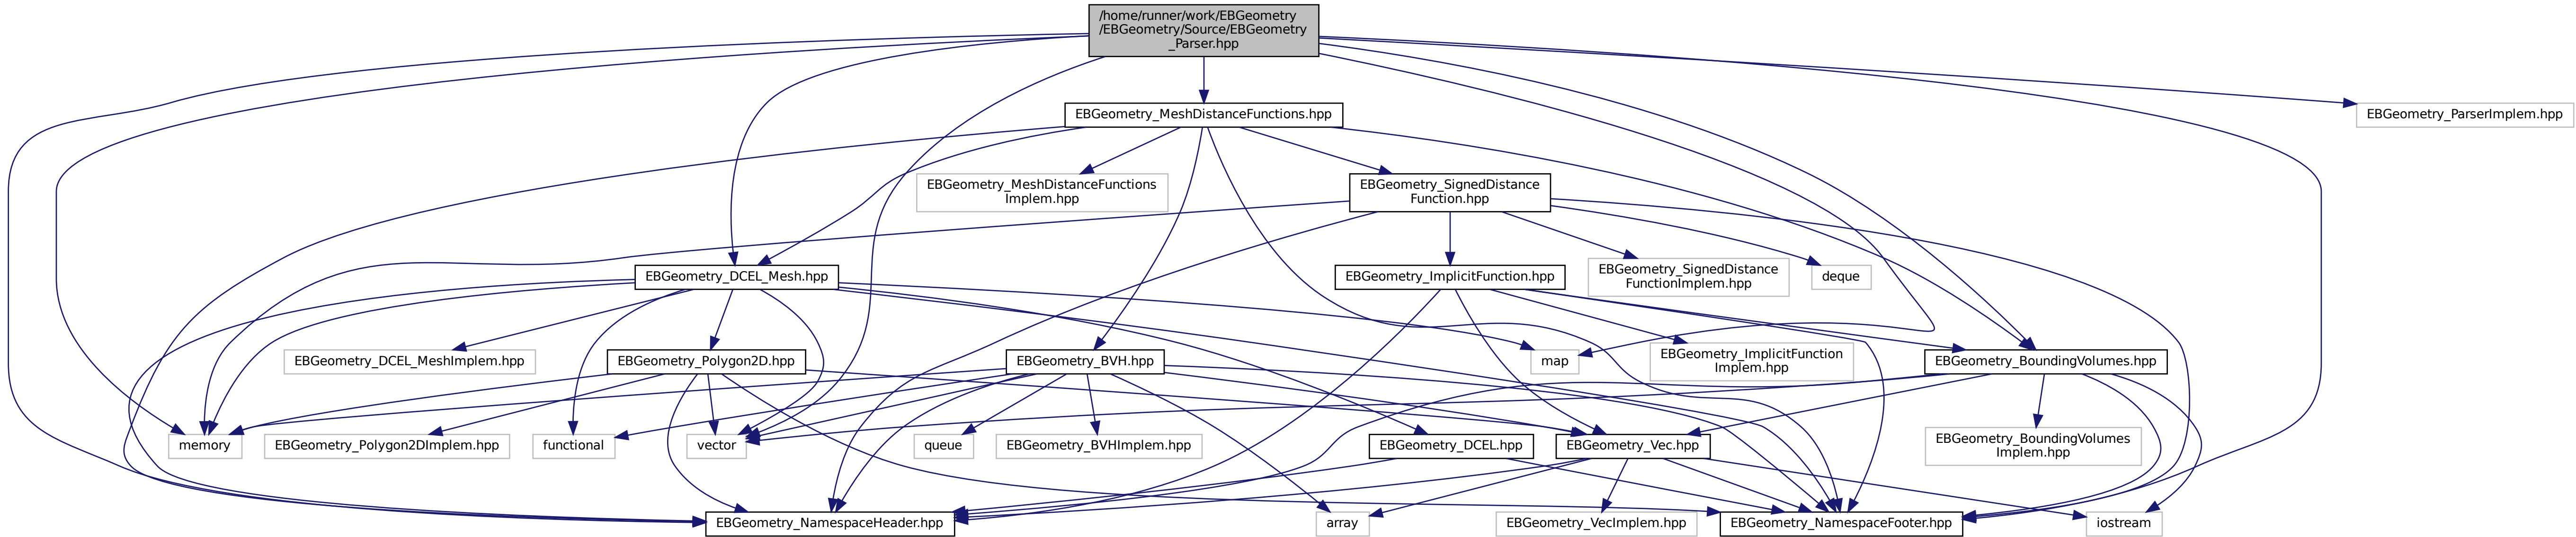 /home/runner/work/EBGeometry
/EBGeometry/Source/EBGeometry
_Parser.hpp
EBGeometry_MeshDistanceFunctions.hpp
EBGeometry_ParserImplem.hpp
EBGeometry_MeshDistanceFunctions
Implem.hpp
EBGeometry_SignedDistance
Function.hpp
EBGeometry_DCEL_Mesh.hpp
EBGeometry_ImplicitFunction.hpp
EBGeometry_SignedDistance
FunctionImplem.hpp
deque
EBGeometry_DCEL_MeshImplem.hpp
EBGeometry_Polygon2D.hpp
EBGeometry_BVH.hpp
map
EBGeometry_ImplicitFunction
Implem.hpp
EBGeometry_BoundingVolumes.hpp
memory
EBGeometry_Polygon2DImplem.hpp
functional
vector
queue
EBGeometry_BVHImplem.hpp
EBGeometry_DCEL.hpp
EBGeometry_Vec.hpp
EBGeometry_BoundingVolumes
Implem.hpp
EBGeometry_NamespaceHeader.hpp
array
EBGeometry_VecImplem.hpp
EBGeometry_NamespaceFooter.hpp
iostream